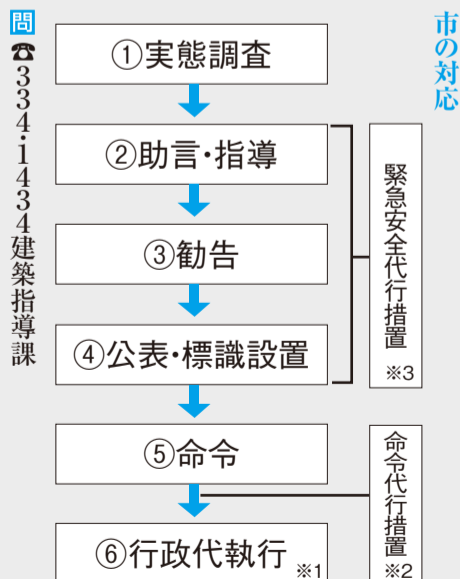 市の対応
①実態調査
②助言・指導
③勧告
④公表・標識設置
緊急安全代行措置
※3
⑤命令
命令代行措置
※2
⑥行政代執行
※1
問☎334・1434建築指導課